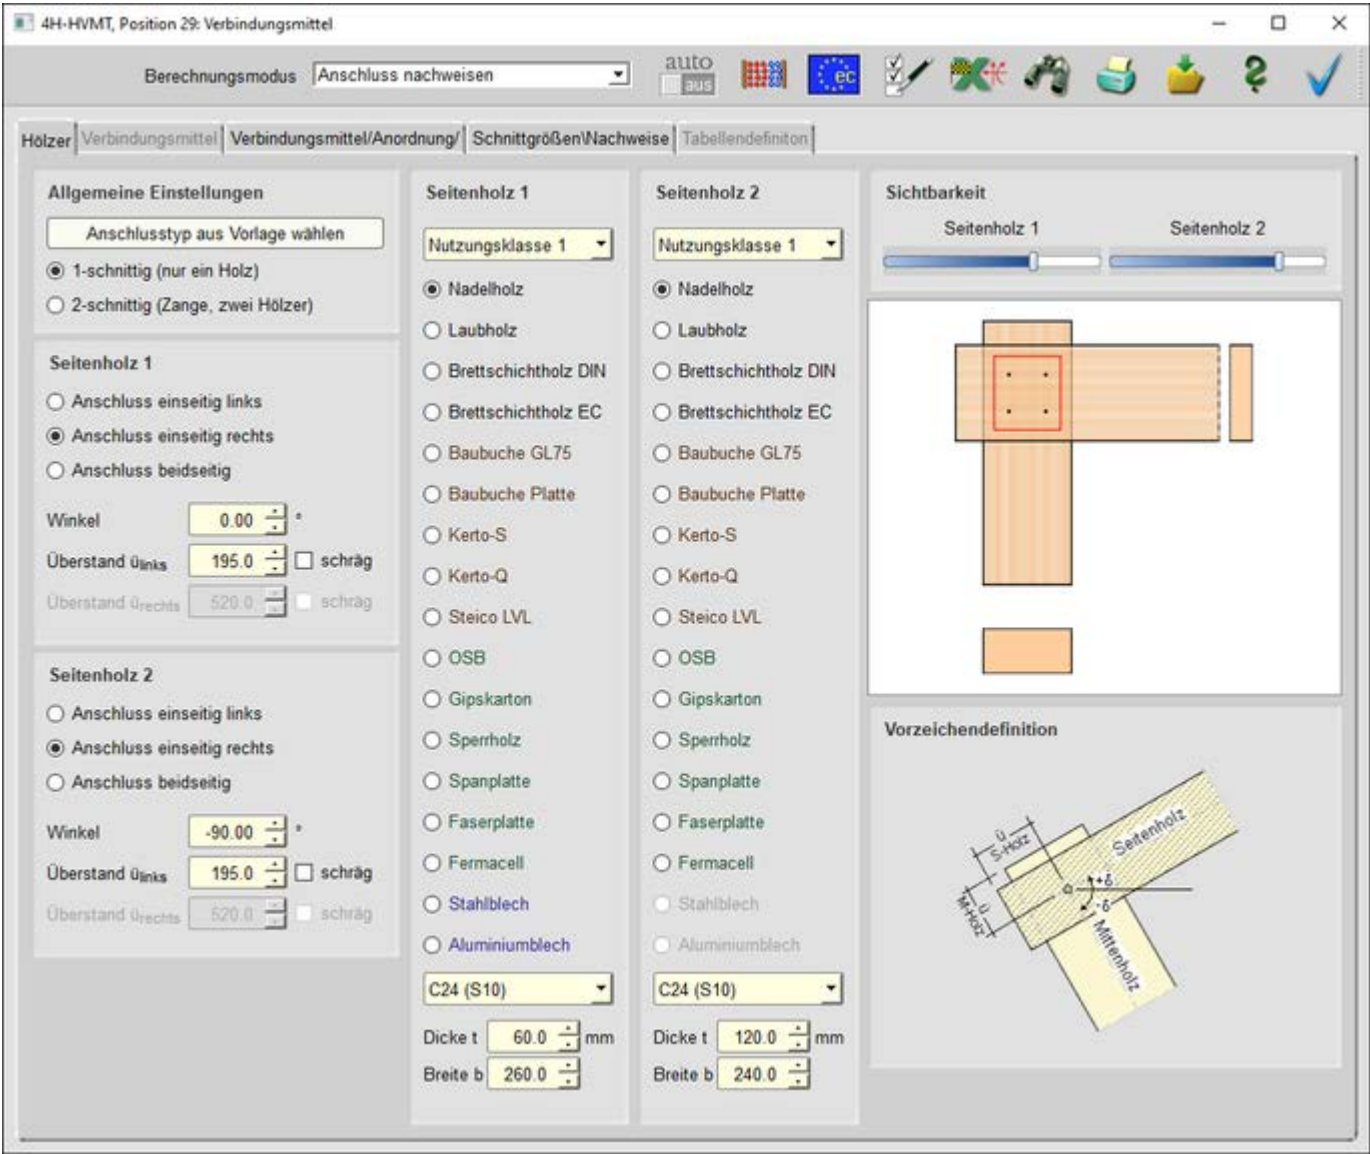 4H-HVMT, Position 29: Verbindungsmittel
Berechnungsmodus Anschluss nachweisen
auto
aus
ec
Hölzer Verbindungsmittel Verbindungsmittel/Anordnung/ Schnittgrößen\Nachweise Tabellendefiniton
Allgemeine Einstellungen
Anschlusstyp aus Vorlage wählen
1-schnittig (nur ein Holz)
2-schnittig (Zange, zwei Hölzer)
Seitenholz 1
Anschluss einseitig links
Anschluss einseitig rechts
Anschluss beidseitig
Winkel 0.00 °
Überstand ülinks 195.0 schräg
Überstand ürechts 520.0 schräg
Seitenholz 2
Anschluss einseitig links
Anschluss einseitig rechts
Anschluss beidseitig
Winkel -90.00 °
Überstand ülinks 195.0 schräg
Überstand ürechts 520.0 schräg
Seitenholz 1
Nutzungsklasse 1
Nadelholz
Laubholz
Brettschichtholz DIN
Brettschichtholz EC
Baubuche GL75
Baubuche Platte
Kerto-S
Kerto-Q
Steico LVL
OSB
Gipskarton
Sperrholz
Spanplatte
Faserplatte
Fermacell
Stahlblech
Aluminiumblech
C24 (S10)
Dicke t 60.0 mm
Breite b 260.0
Seitenholz 2
Nutzungsklasse 1
Nadelholz
Laubholz
Brettschichtholz DIN
Brettschichtholz EC
Baubuche GL75
Baubuche Platte
Kerto-S
Kerto-Q
Steico LVL
OSB
Gipskarton
Sperrholz
Spanplatte
Faserplatte
Fermacell
Stahlblech
Aluminiumblech
C24 (S10)
Dicke t 120.0 mm
Breite b 240.0
Sichtbarkeit
Seitenholz 1 Seitenholz 2
Vorzeichendefinition
ü
S-Holz
Seitenholz
+δ
-δ
ü
M-Holz
Mittenholz